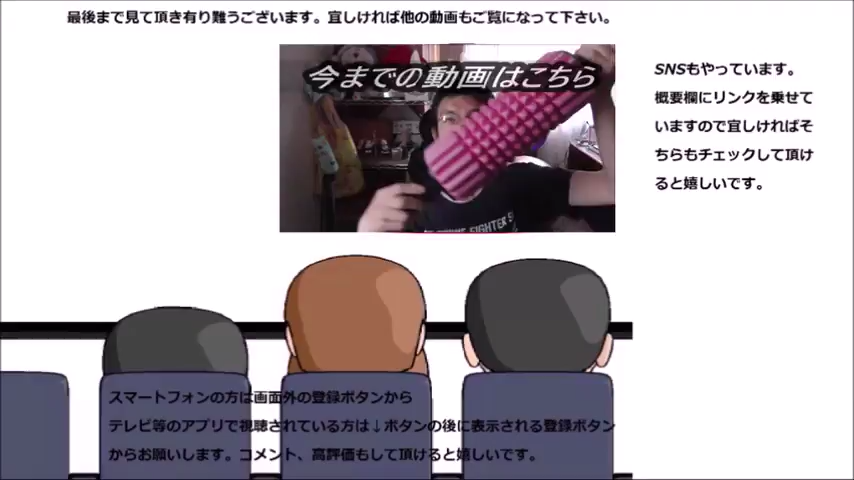 最後まで見て頂き有り難うございます。宜しければ他の動画もご覧になって下さい。
今までの動画はこちら
SNSもやっています。
概要欄にリンクを乗せて
いますので宜しければそ
ちらもチェックして頂け
ると嬉しいです。
FIGHTER
スマートフォンの方は画面外の登録ボタンから
テレビ等のアプリで視聴されている方は↓ボタンの後に表示される登録ボタン
からお願いします。コメント、高評価もして頂けると嬉しいです。